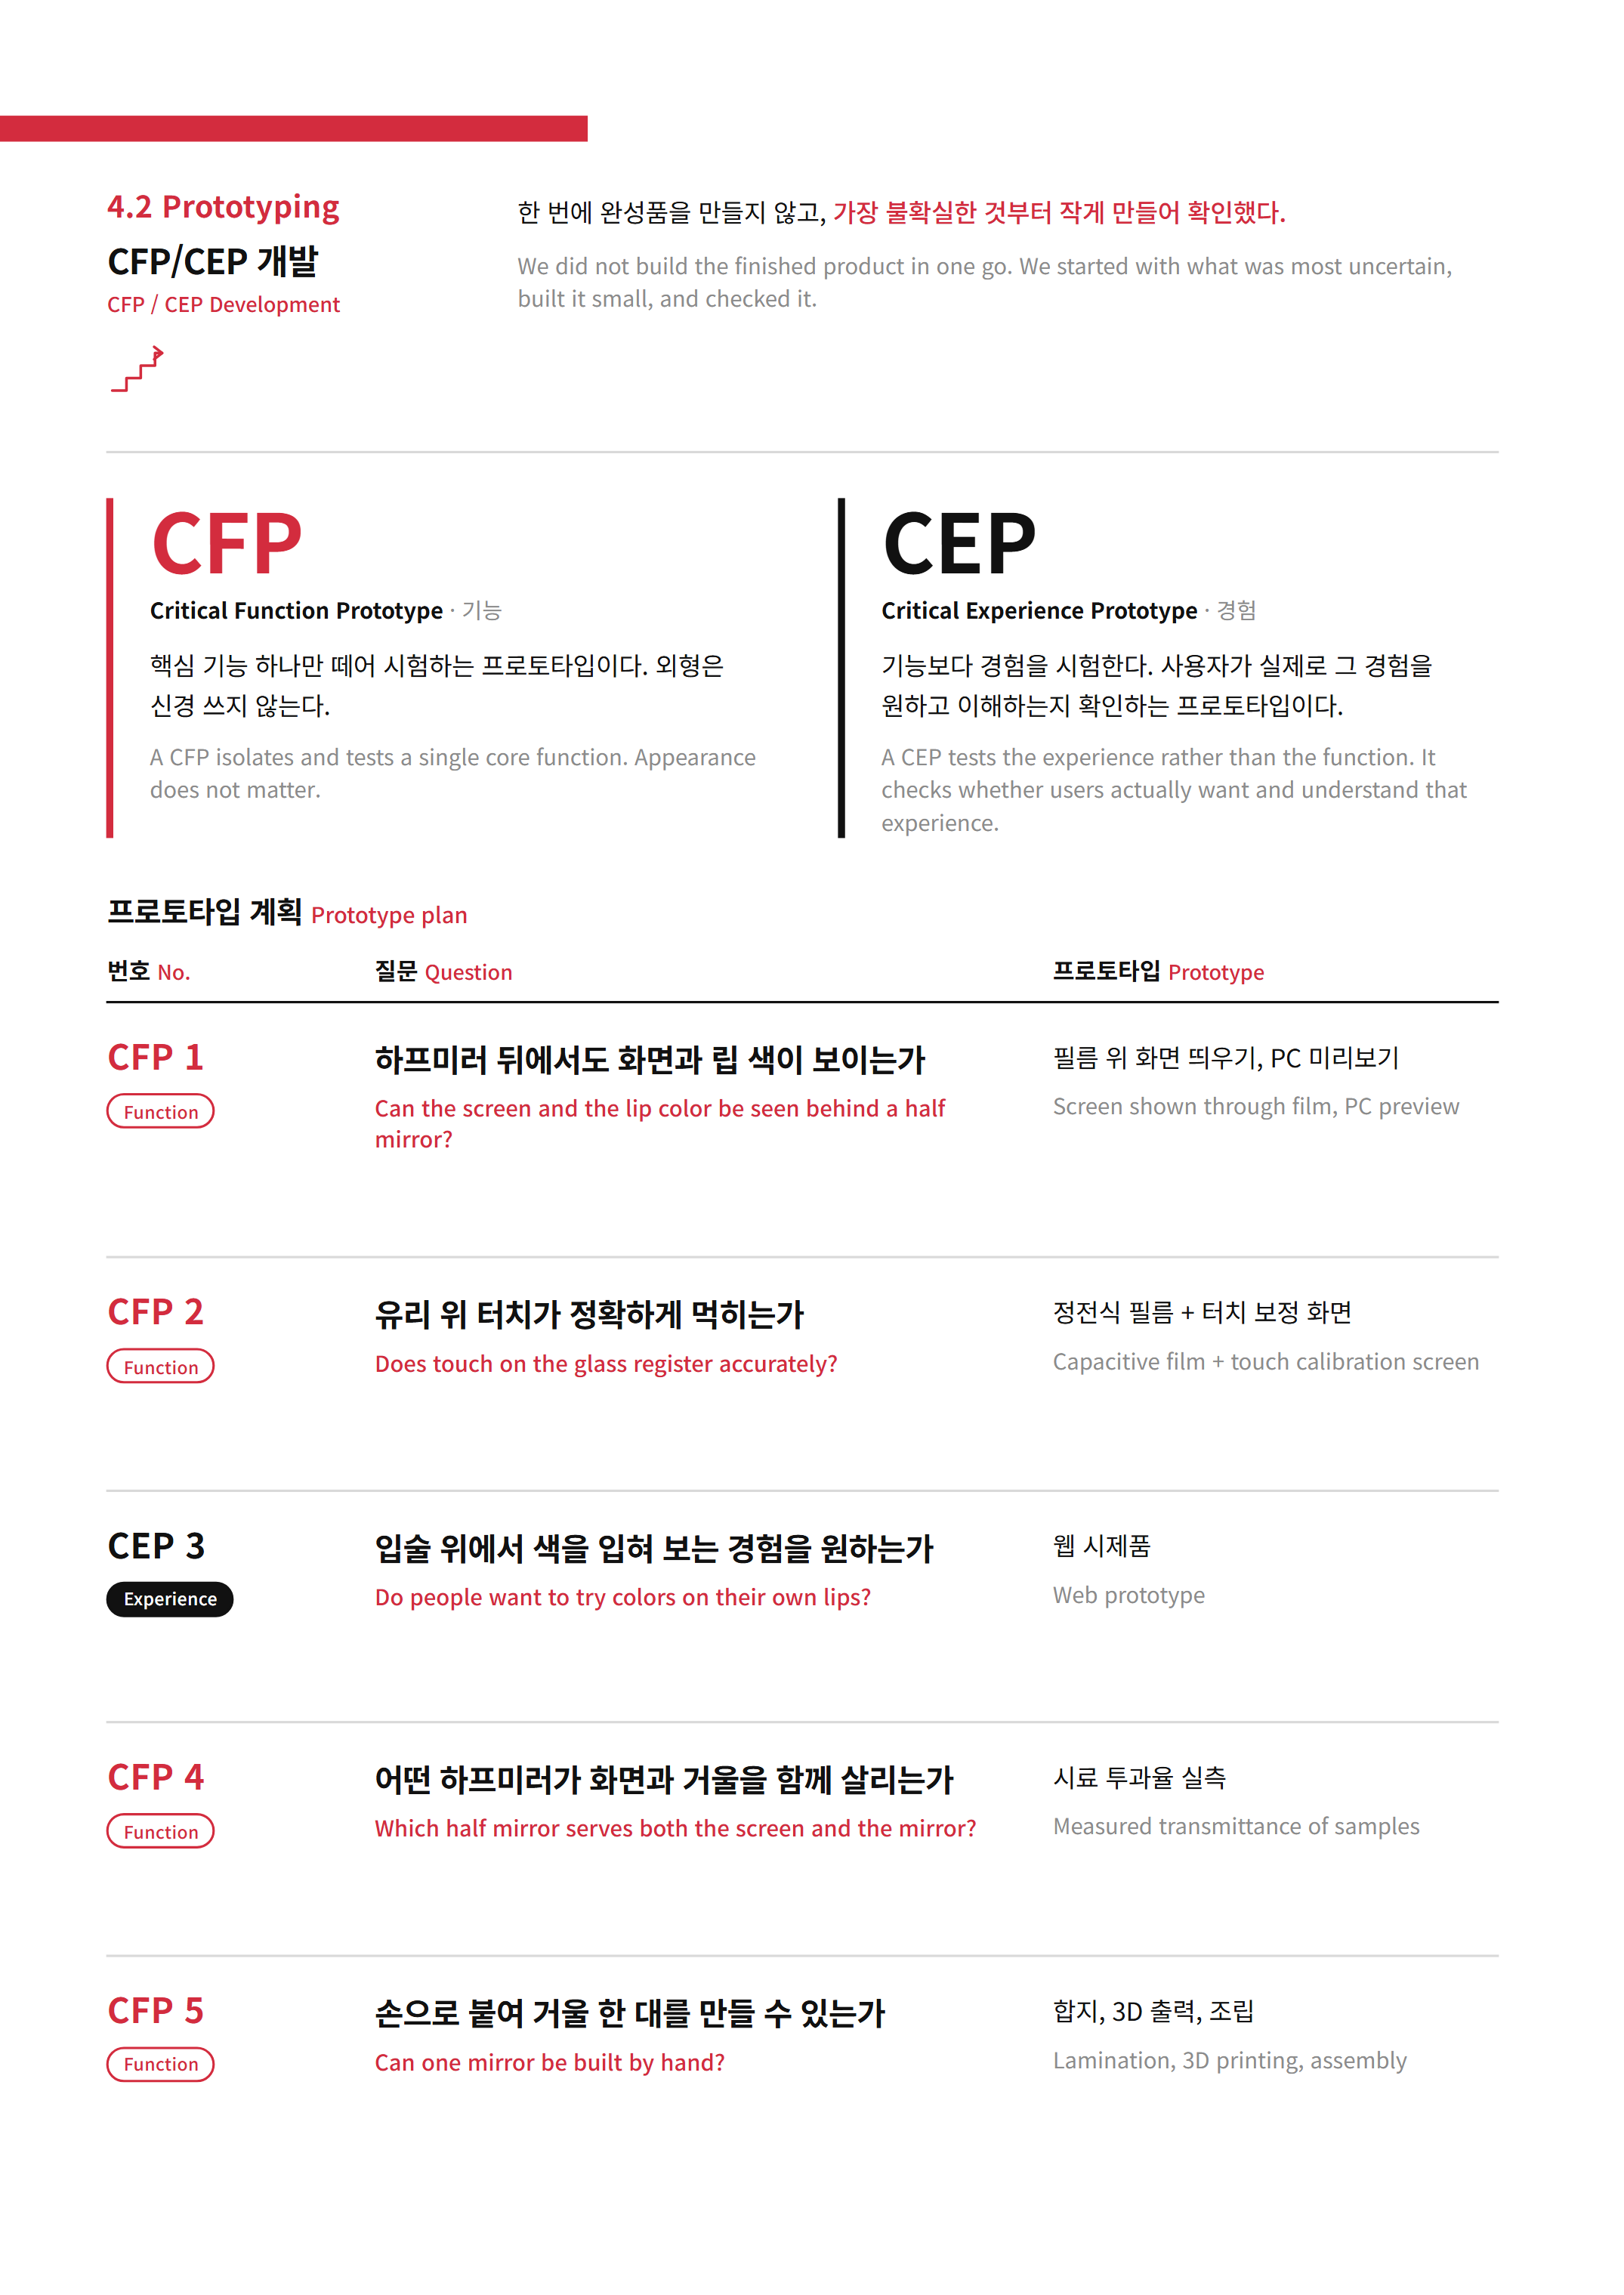 4.2 Prototyping
CFP/CEP 개발
CFP / CEP Development
한 번에 완성품을 만들지 않고, 가장 불확실한 것부터 작게 만들어 확인했다.
We did not build the finished product in one go. We started with what was most uncertain,
built it small, and checked it.
CFP
Critical Function Prototype · 기능
핵심 기능 하나만 떼어 시험하는 프로토타입이다. 외형은
신경 쓰지 않는다.
A CFP isolates and tests a single core function. Appearance
does not matter.
CEP
Critical Experience Prototype · 경험
기능보다 경험을 시험한다. 사용자가 실제로 그 경험을
원하고 이해하는지 확인하는 프로토타입이다.
A CEP tests the experience rather than the function. It
checks whether users actually want and understand that
experience.
프로토타입 계획 Prototype plan
번호 No.
질문 Question
프로토타입 Prototype
CFP 1
Function
하프미러 뒤에서도 화면과 립 색이 보이는가
Can the screen and the lip color be seen behind a half
mirror?
필름 위 화면 띄우기, PC 미리보기
Screen shown through film, PC preview
CFP 2
Function
유리 위 터치가 정확하게 먹히는가
Does touch on the glass register accurately?
정전식 필름 + 터치 보정 화면
Capacitive film + touch calibration screen
CEP 3
Experience
입술 위에서 색을 입혀 보는 경험을 원하는가
Do people want to try colors on their own lips?
웹 시제품
Web prototype
CFP 4
Function
어떤 하프미러가 화면과 거울을 함께 살리는가
Which half mirror serves both the screen and the mirror?
시료 투과율 실측
Measured transmittance of samples
CFP 5
Function
손으로 붙여 거울 한 대를 만들 수 있는가
Can one mirror be built by hand?
합지, 3D 출력, 조립
Lamination, 3D printing, assembly